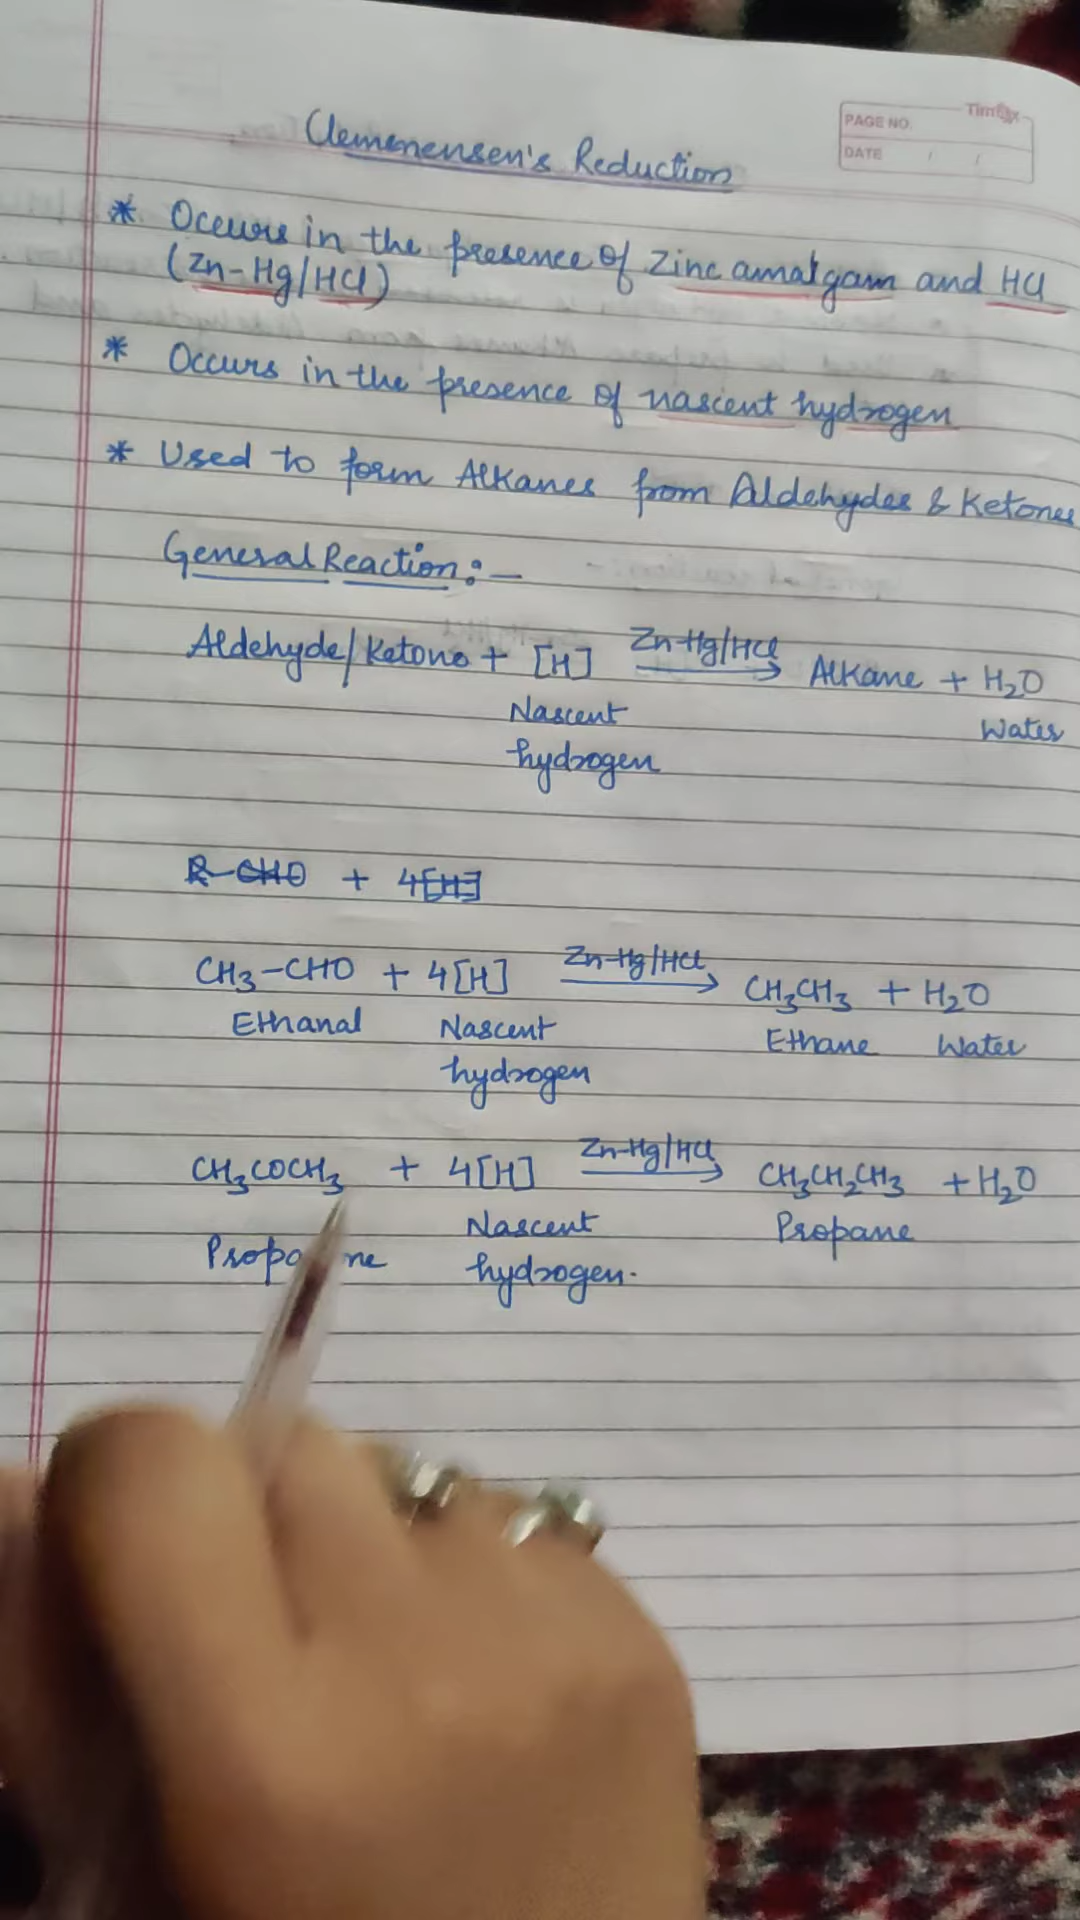 Timex
PAGE NO.
DATE / /
Clemenensen's Reduction
* Occurs in the presence of Zinc amalgam and HCl
(Zn-Hg/HCl)
* Occurs in the presence of nascent hydrogen
* Used to form Alkanes from Aldehydes & Ketones
General Reaction:-
Aldehyde/Ketone + [H] Zn-Hg/HCl → Alkane + H₂O
Nascent hydrogen Water
R-CHO + 4[H]
CH₃-CHO + 4[H] Zn-Hg/HCl → CH₃CH₃ + H₂O
Ethanal Nascent Ethane Water
hydrogen
CH₃COCH₃ + 4[H] Zn-Hg/HCl → CH₃CH₂CH₃ + H₂O
Nascent Propane
hydrogen.